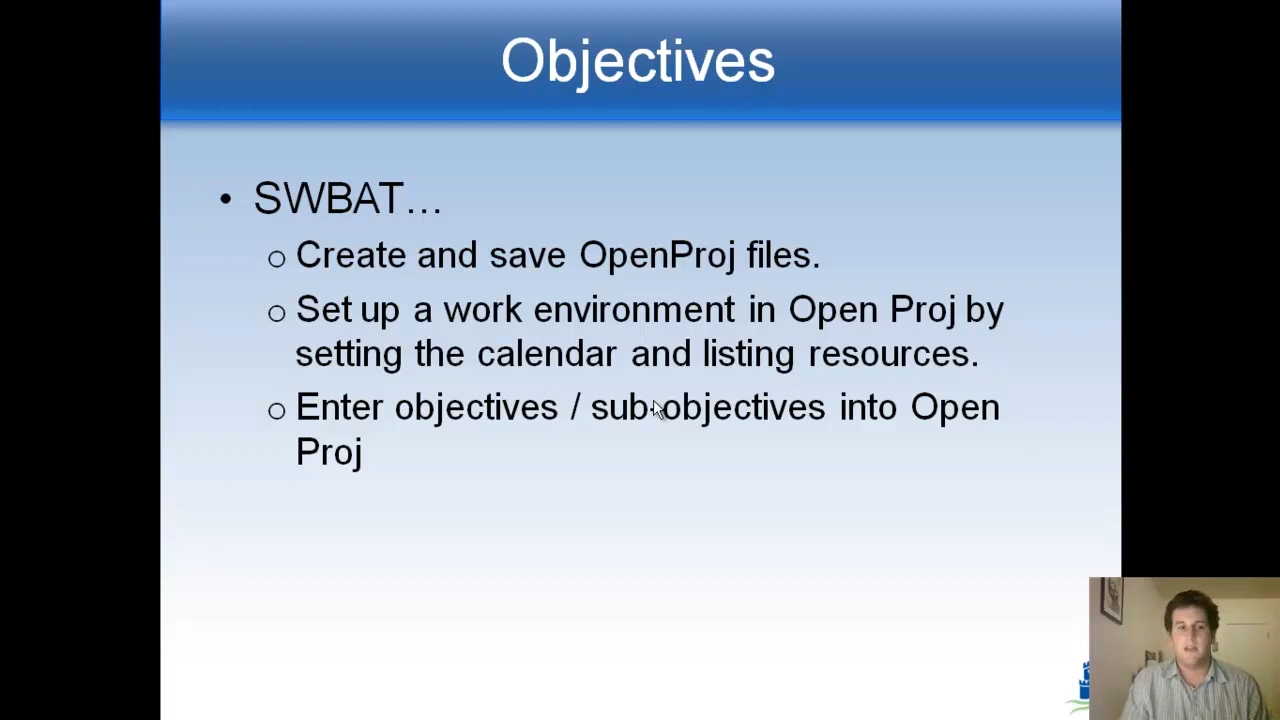 Objectives
• SWBAT...
o Create and save OpenProj files.
o Set up a work environment in Open Proj by
setting the calendar and listing resources.
o Enter objectives / sub-objectives into Open
Proj